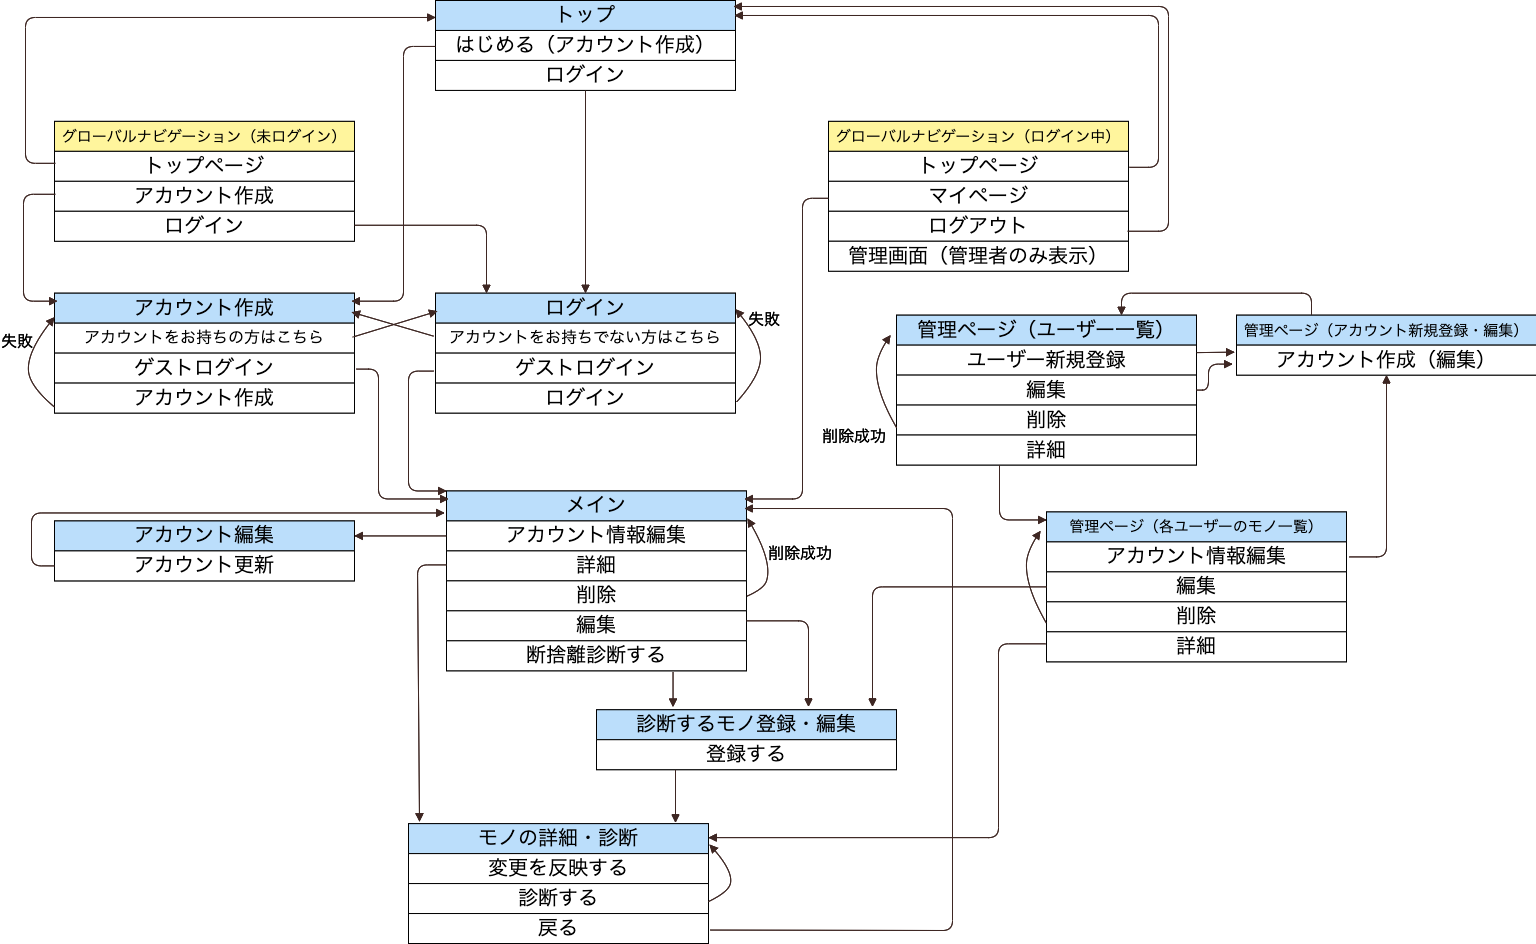 トップ
はじめる（アカウント作成）
ログイン
グローバルナビゲーション（未ログイン）
トップページ
アカウント作成
ログイン
グローバルナビゲーション（ログイン中）
トップページ
マイページ
ログアウト
管理画面（管理者のみ表示）
アカウント作成
アカウントをお持ちの方はこちら
ゲストログイン
アカウント作成
失敗
ログイン
アカウントをお持ちでない方はこちら
ゲストログイン
ログイン
失敗
管理ページ（ユーザー一覧）
ユーザー新規登録
編集
削除
詳細
削除成功
管理ページ（アカウント新規登録・編集）
アカウント作成（編集）
メイン
アカウント情報編集
詳細
削除
編集
断捨離診断する
削除成功
アカウント編集
アカウント更新
管理ページ（各ユーザーのモノ一覧）
アカウント情報編集
編集
削除
詳細
診断するモノ登録・編集
登録する
モノの詳細・診断
変更を反映する
診断する
戻る